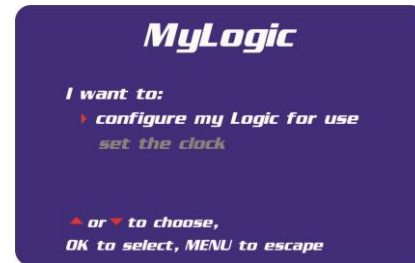 MyLogic
I want to:
configure my Logic for use
set the clock
or to choose,
OK to select, MENU to escape